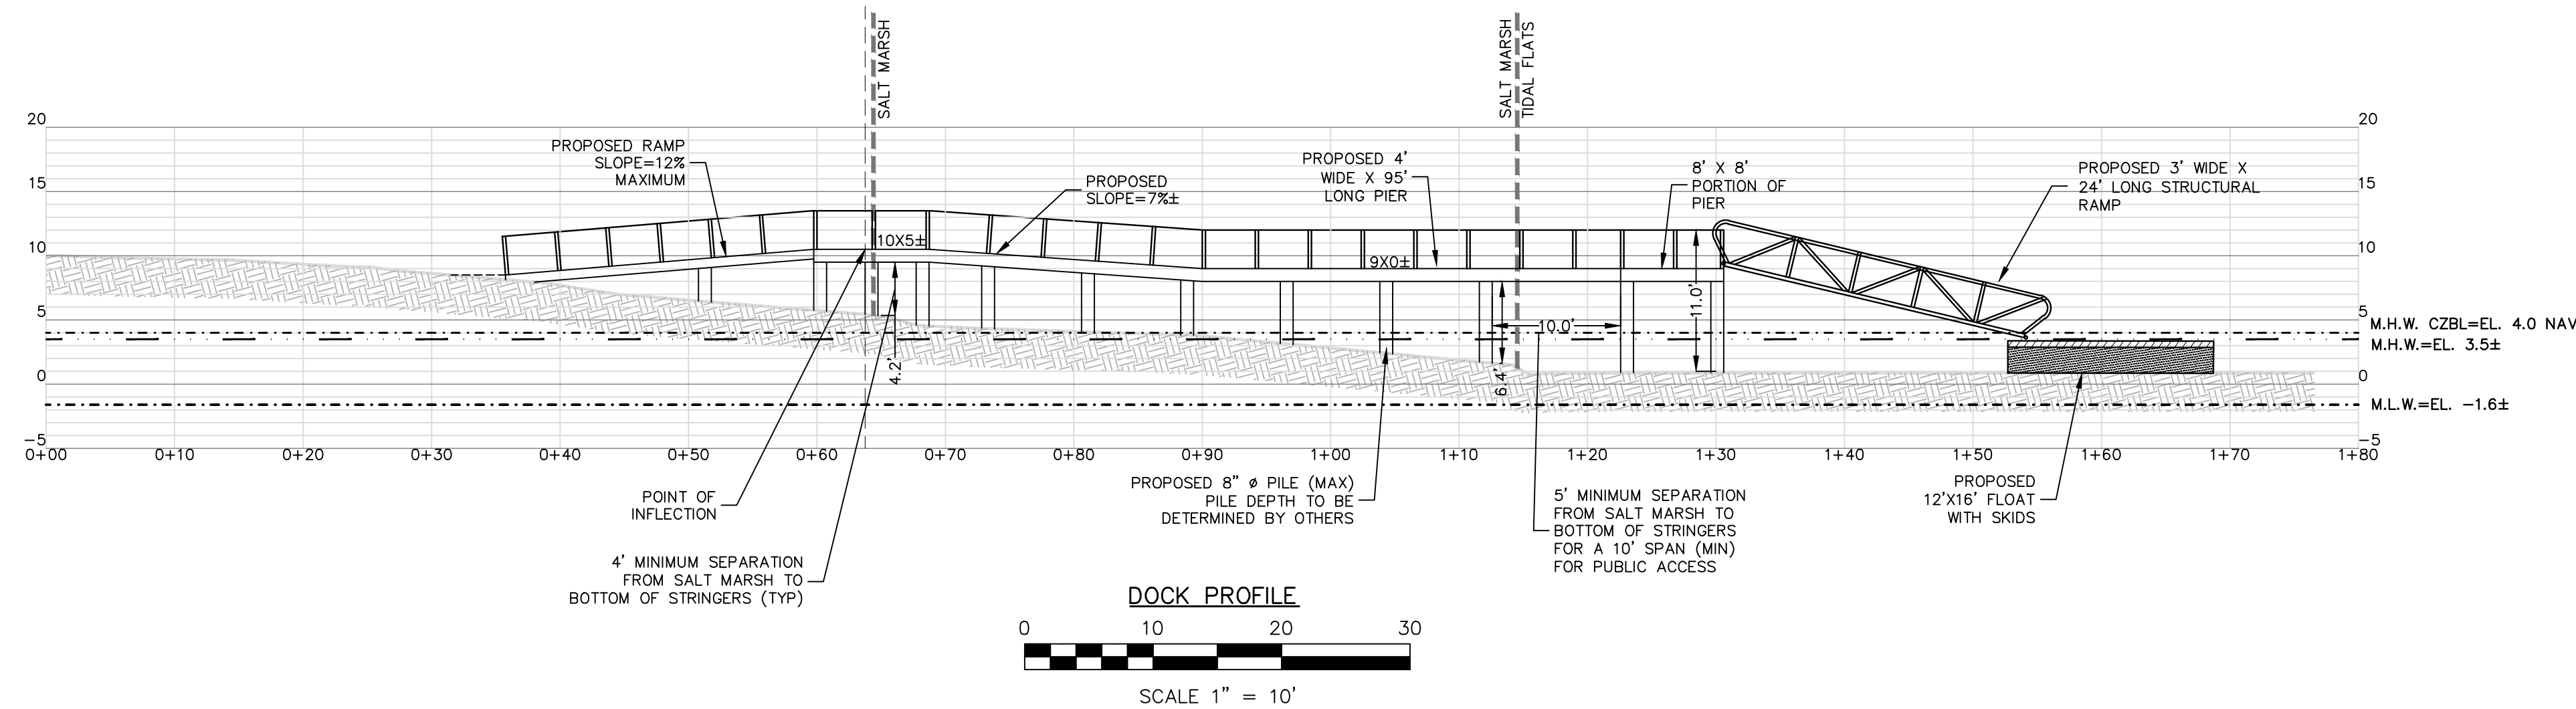 SALT MARSH
SALT MARSH
TIDAL FLATS
20
15
10
5
0
-5
20
15
10
5
0
-5
PROPOSED RAMP
SLOPE=12%
MAXIMUM
10X5±
PROPOSED
SLOPE=7%±
PROPOSED 4'
WIDE X 95'
LONG PIER
9X0±
8' X 8'
PORTION OF
PIER
PROPOSED 3' WIDE X
24' LONG STRUCTURAL
RAMP
4.2'
6.4'
10.0'
11.0'
M.H.W. CZBL=EL. 4.0 NAV
M.H.W.=EL. 3.5±
M.L.W.=EL. -1.6±
0+00 0+10 0+20 0+30 0+40 0+50 0+60 0+70 0+80 0+90 1+00 1+10 1+20 1+30 1+40 1+50 1+60 1+70 1+80
POINT OF
INFLECTION
4' MINIMUM SEPARATION
FROM SALT MARSH TO
BOTTOM OF STRINGERS (TYP)
PROPOSED 8" ø PILE (MAX)
PILE DEPTH TO BE
DETERMINED BY OTHERS
5' MINIMUM SEPARATION
FROM SALT MARSH TO
BOTTOM OF STRINGERS
FOR A 10' SPAN (MIN)
FOR PUBLIC ACCESS
PROPOSED
12'X16' FLOAT
WITH SKIDS
DOCK PROFILE
0 10 20 30
SCALE 1" = 10'